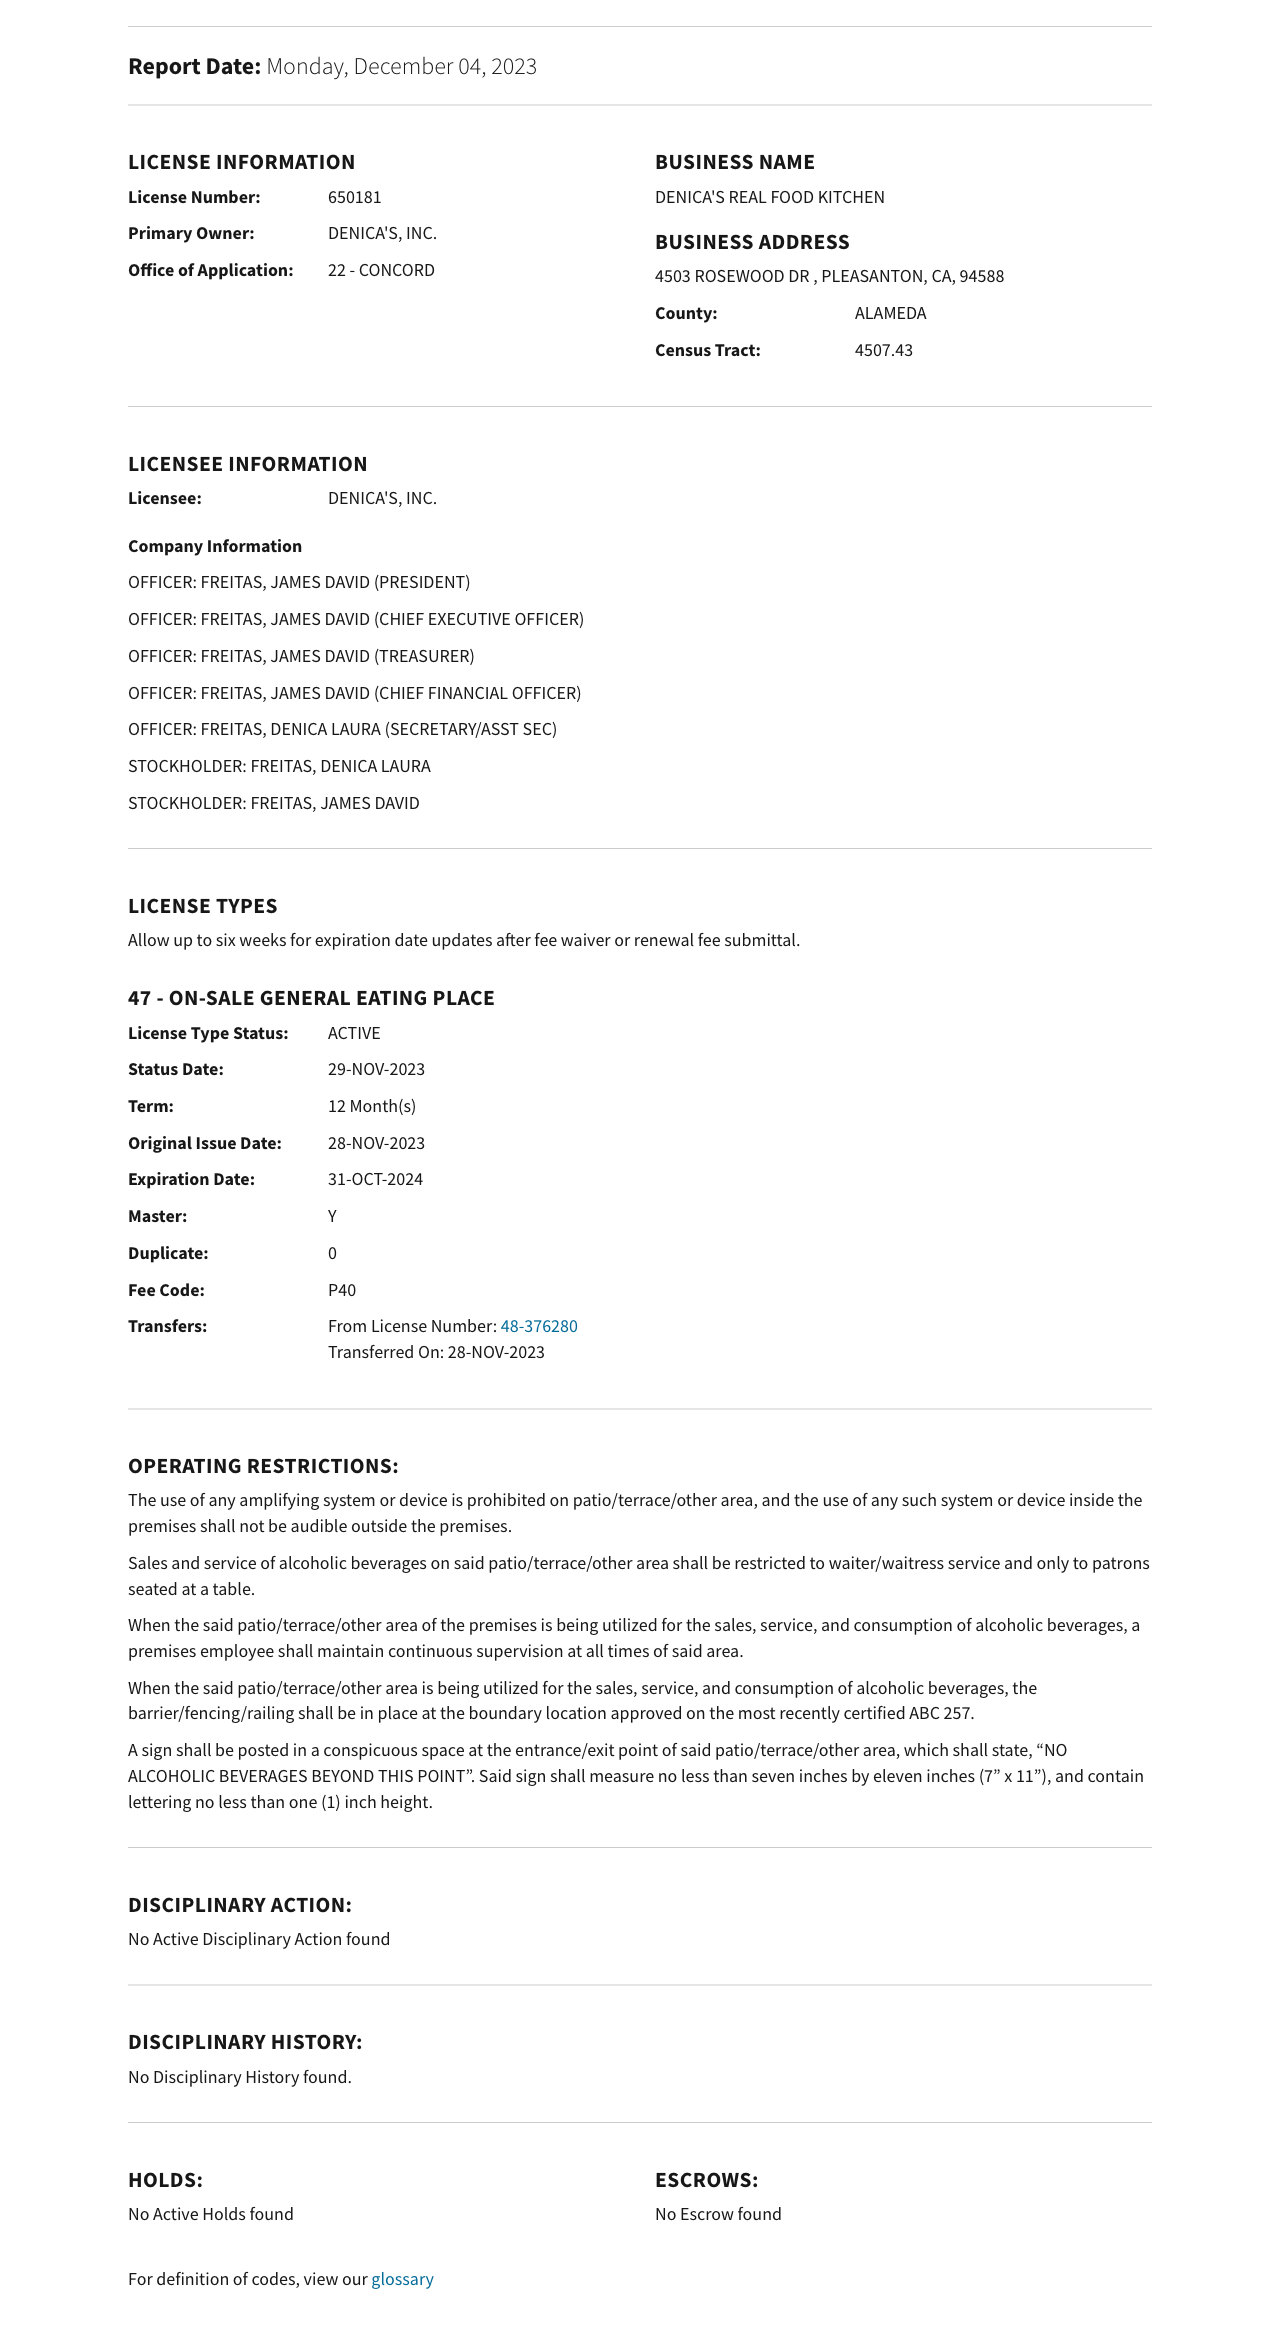 Report Date: Monday, December 04, 2023
LICENSE INFORMATION
License Number: 650181
Primary Owner: DENICA'S, INC.
Office of Application: 22 - CONCORD
BUSINESS NAME
DENICA'S REAL FOOD KITCHEN
BUSINESS ADDRESS
4503 ROSEWOOD DR , PLEASANTON, CA, 94588
County: ALAMEDA
Census Tract: 4507.43
LICENSEE INFORMATION
Licensee: DENICA'S, INC.
Company Information
OFFICER: FREITAS, JAMES DAVID (PRESIDENT)
OFFICER: FREITAS, JAMES DAVID (CHIEF EXECUTIVE OFFICER)
OFFICER: FREITAS, JAMES DAVID (TREASURER)
OFFICER: FREITAS, JAMES DAVID (CHIEF FINANCIAL OFFICER)
OFFICER: FREITAS, DENICA LAURA (SECRETARY/ASST SEC)
STOCKHOLDER: FREITAS, DENICA LAURA
STOCKHOLDER: FREITAS, JAMES DAVID
LICENSE TYPES
Allow up to six weeks for expiration date updates after fee waiver or renewal fee submittal.
47 - ON-SALE GENERAL EATING PLACE
License Type Status: ACTIVE
Status Date: 29-NOV-2023
Term: 12 Month(s)
Original Issue Date: 28-NOV-2023
Expiration Date: 31-OCT-2024
Master: Y
Duplicate: 0
Fee Code: P40
Transfers: From License Number: 48-376280
Transferred On: 28-NOV-2023
OPERATING RESTRICTIONS:
The use of any amplifying system or device is prohibited on patio/terrace/other area, and the use of any such system or device inside the
premises shall not be audible outside the premises.
Sales and service of alcoholic beverages on said patio/terrace/other area shall be restricted to waiter/waitress service and only to patrons
seated at a table.
When the said patio/terrace/other area of the premises is being utilized for the sales, service, and consumption of alcoholic beverages, a
premises employee shall maintain continuous supervision at all times of said area.
When the said patio/terrace/other area is being utilized for the sales, service, and consumption of alcoholic beverages, the
barrier/fencing/railing shall be in place at the boundary location approved on the most recently certified ABC 257.
A sign shall be posted in a conspicuous space at the entrance/exit point of said patio/terrace/other area, which shall state, “NO
ALCOHOLIC BEVERAGES BEYOND THIS POINT”. Said sign shall measure no less than seven inches by eleven inches (7” x 11”), and contain
lettering no less than one (1) inch height.
DISCIPLINARY ACTION:
No Active Disciplinary Action found
DISCIPLINARY HISTORY:
No Disciplinary History found.
HOLDS:
No Active Holds found
ESCROWS:
No Escrow found
For definition of codes, view our glossary